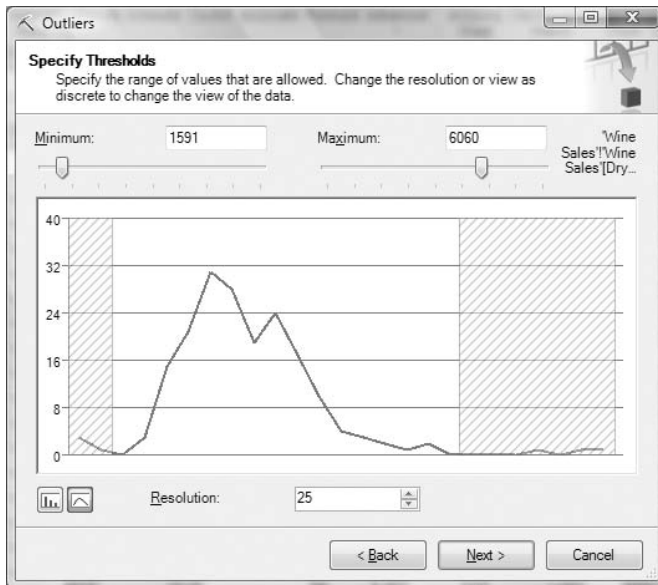 Outliers
Specify Thresholds
Specify the range of values that are allowed. Change the resolution or view as
discrete to change the view of the data.
Minimum:
1591
Maximum:
6060
'Wine
Sales'!'Wine
Sales'[Dry...
40
32
24
16
8
0
Resolution:
25
< Back
Next >
Cancel